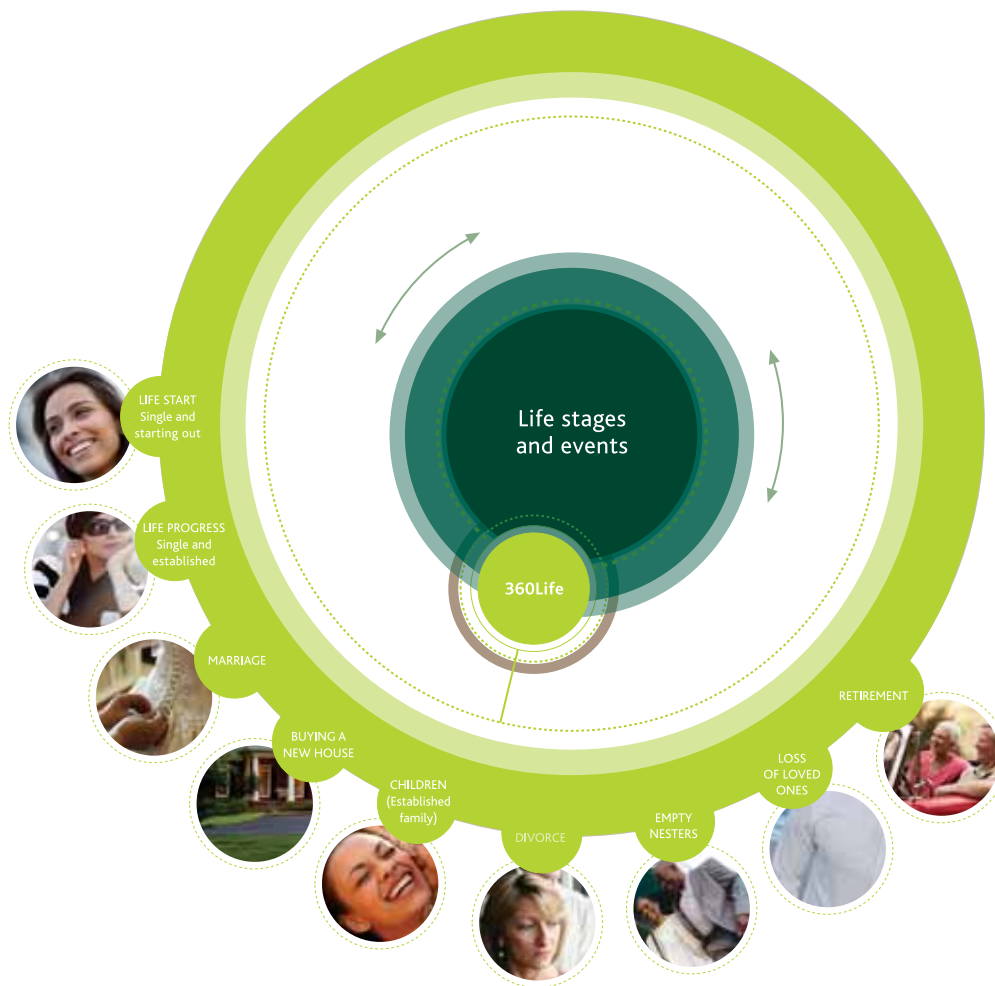 Life stages
and events
360Life
LIFE START
Single and
starting out
LIFE PROGRESS
Single and
established
MARRIAGE
BUYING A
NEW HOUSE
CHILDREN
(Established
family)
DIVORCE
EMPTY
NESTERS
LOSS
OF LOVED
ONES
RETIREMENT